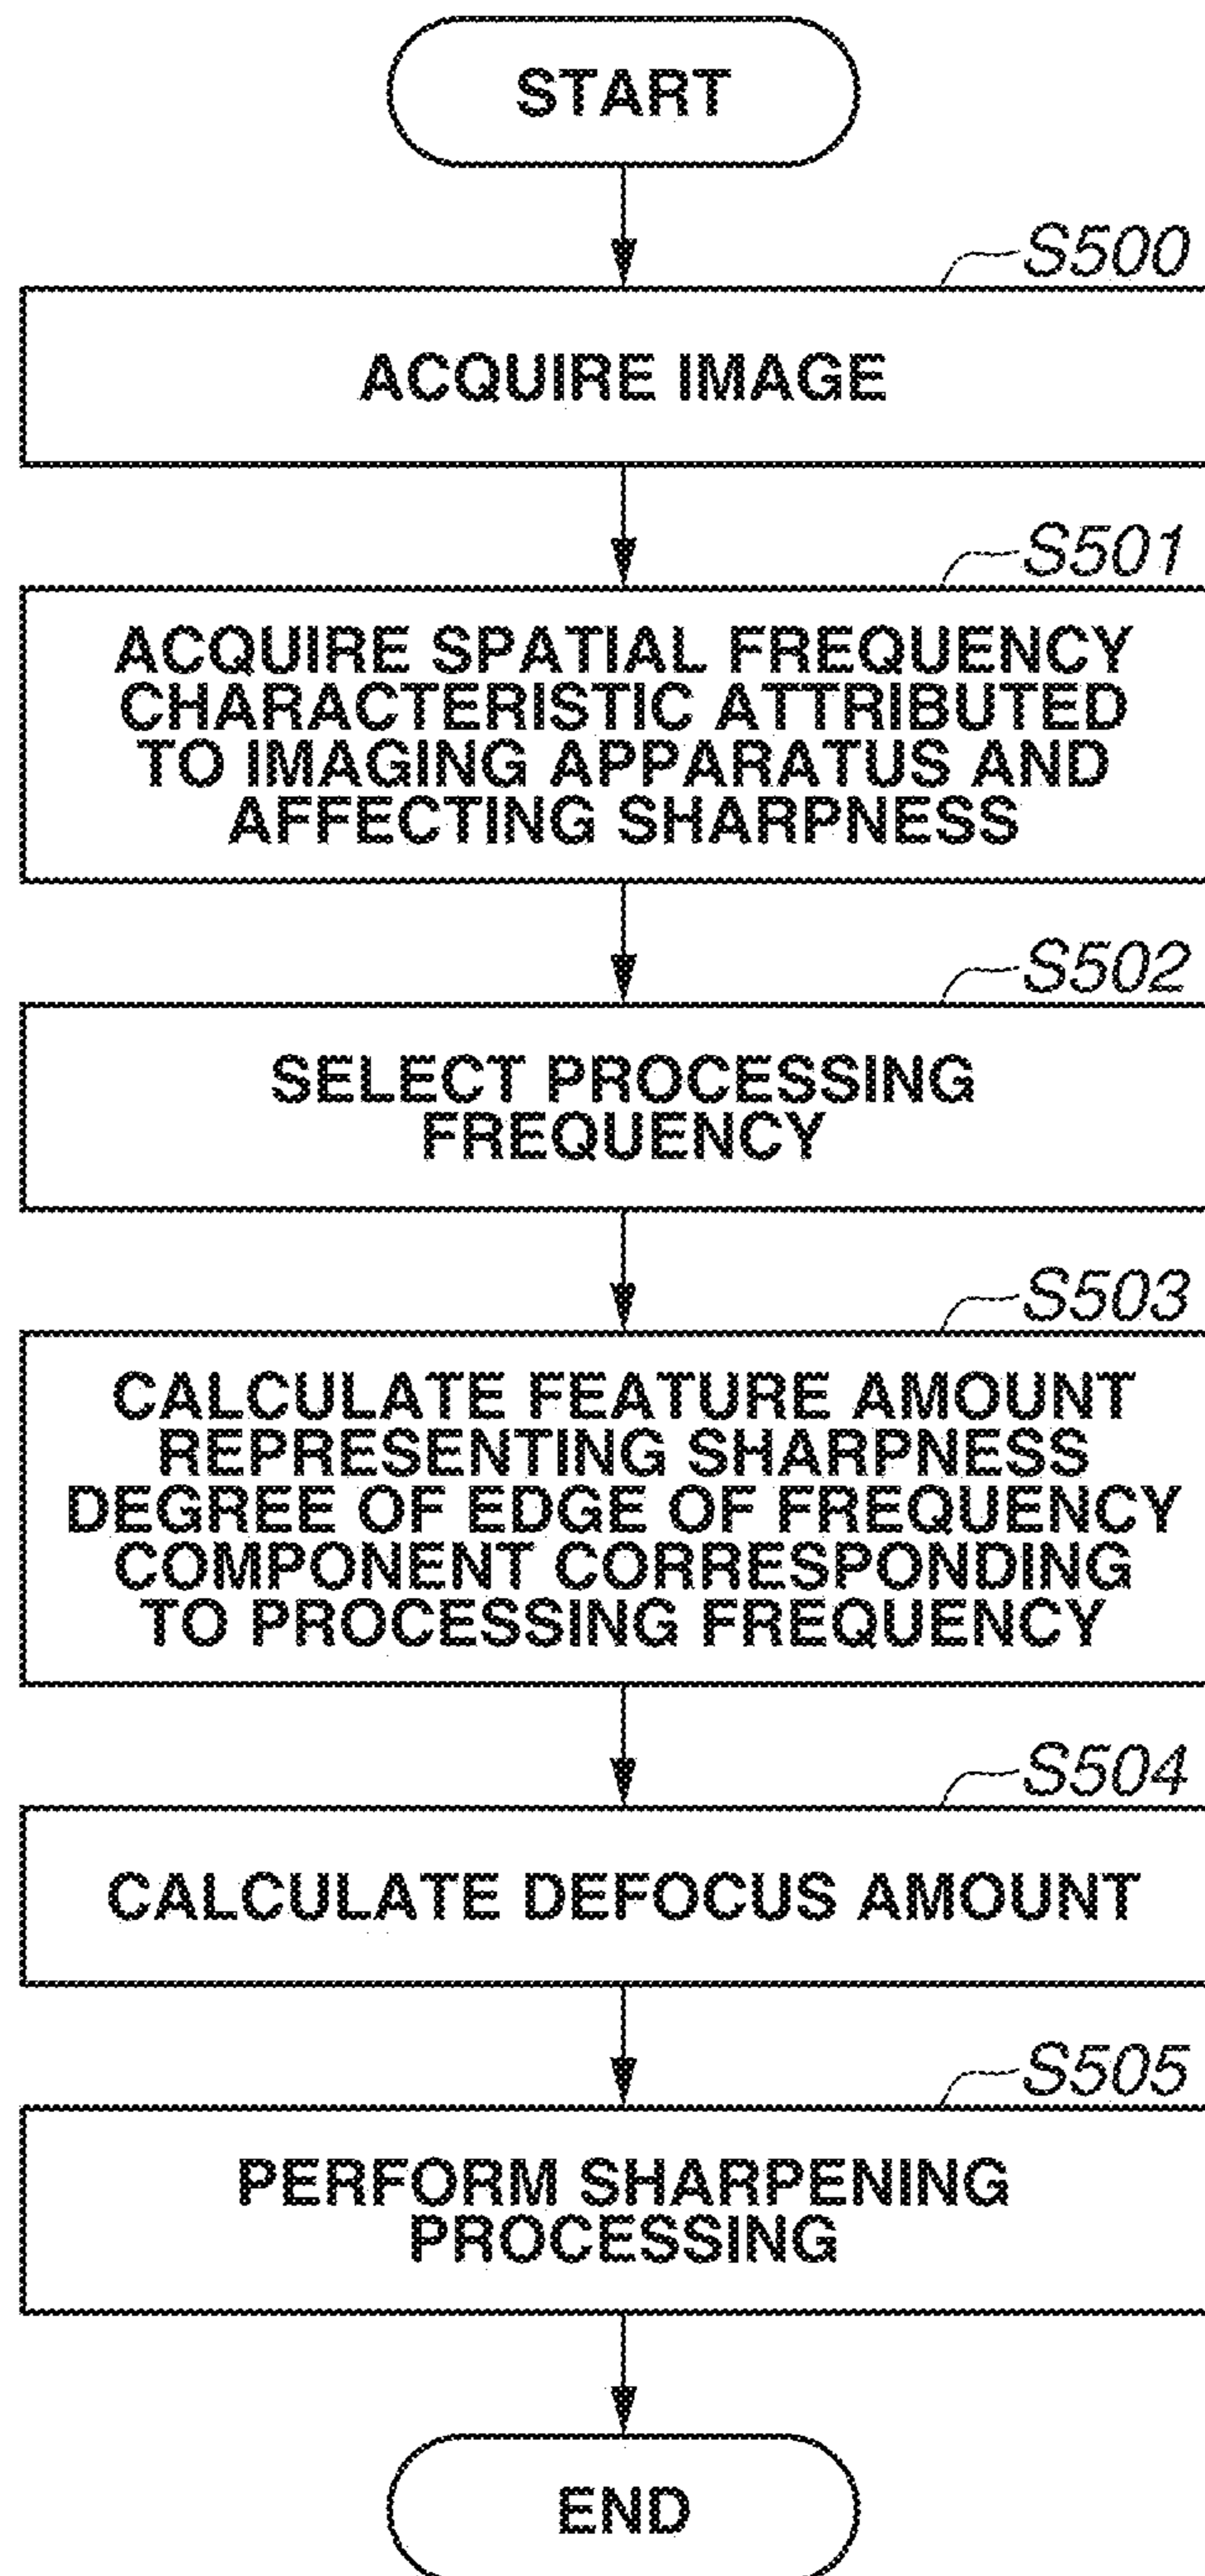 START
S500
ACQUIRE IMAGE
S501
ACQUIRE SPATIAL FREQUENCY
CHARACTERISTIC ATTRIBUTED
TO IMAGING APPARATUS AND
AFFECTING SHARPNESS
S502
SELECT PROCESSING
FREQUENCY
S503
CALCULATE FEATURE AMOUNT
REPRESENTING SHARPNESS
DEGREE OF EDGE OF FREQUENCY
COMPONENT CORRESPONDING
TO PROCESSING FREQUENCY
S504
CALCULATE DEFOCUS AMOUNT
S505
PERFORM SHARPENING
PROCESSING
END